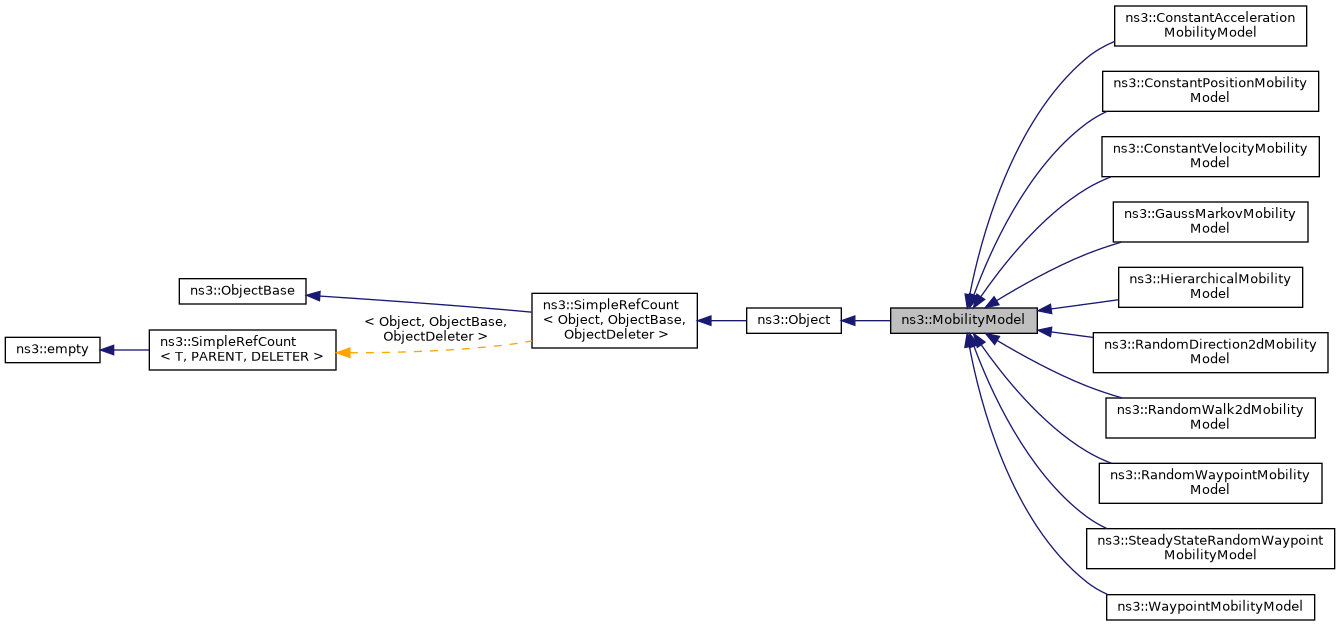 ns3::ConstantAcceleration
MobilityModel
ns3::ConstantPositionMobility
Model
ns3::ConstantVelocityMobility
Model
ns3::GaussMarkovMobility
Model
ns3::HierarchicalMobility
Model
ns3::ObjectBase
ns3::SimpleRefCount
< Object, ObjectBase,
ObjectDeleter >
< Object, ObjectBase,
ObjectDeleter >
ns3::Object
ns3::MobilityModel
ns3::empty
ns3::SimpleRefCount
< T, PARENT, DELETER >
ns3::RandomDirection2dMobility
Model
ns3::RandomWalk2dMobility
Model
ns3::RandomWaypointMobility
Model
ns3::SteadyStateRandomWaypoint
MobilityModel
ns3::WaypointMobilityModel